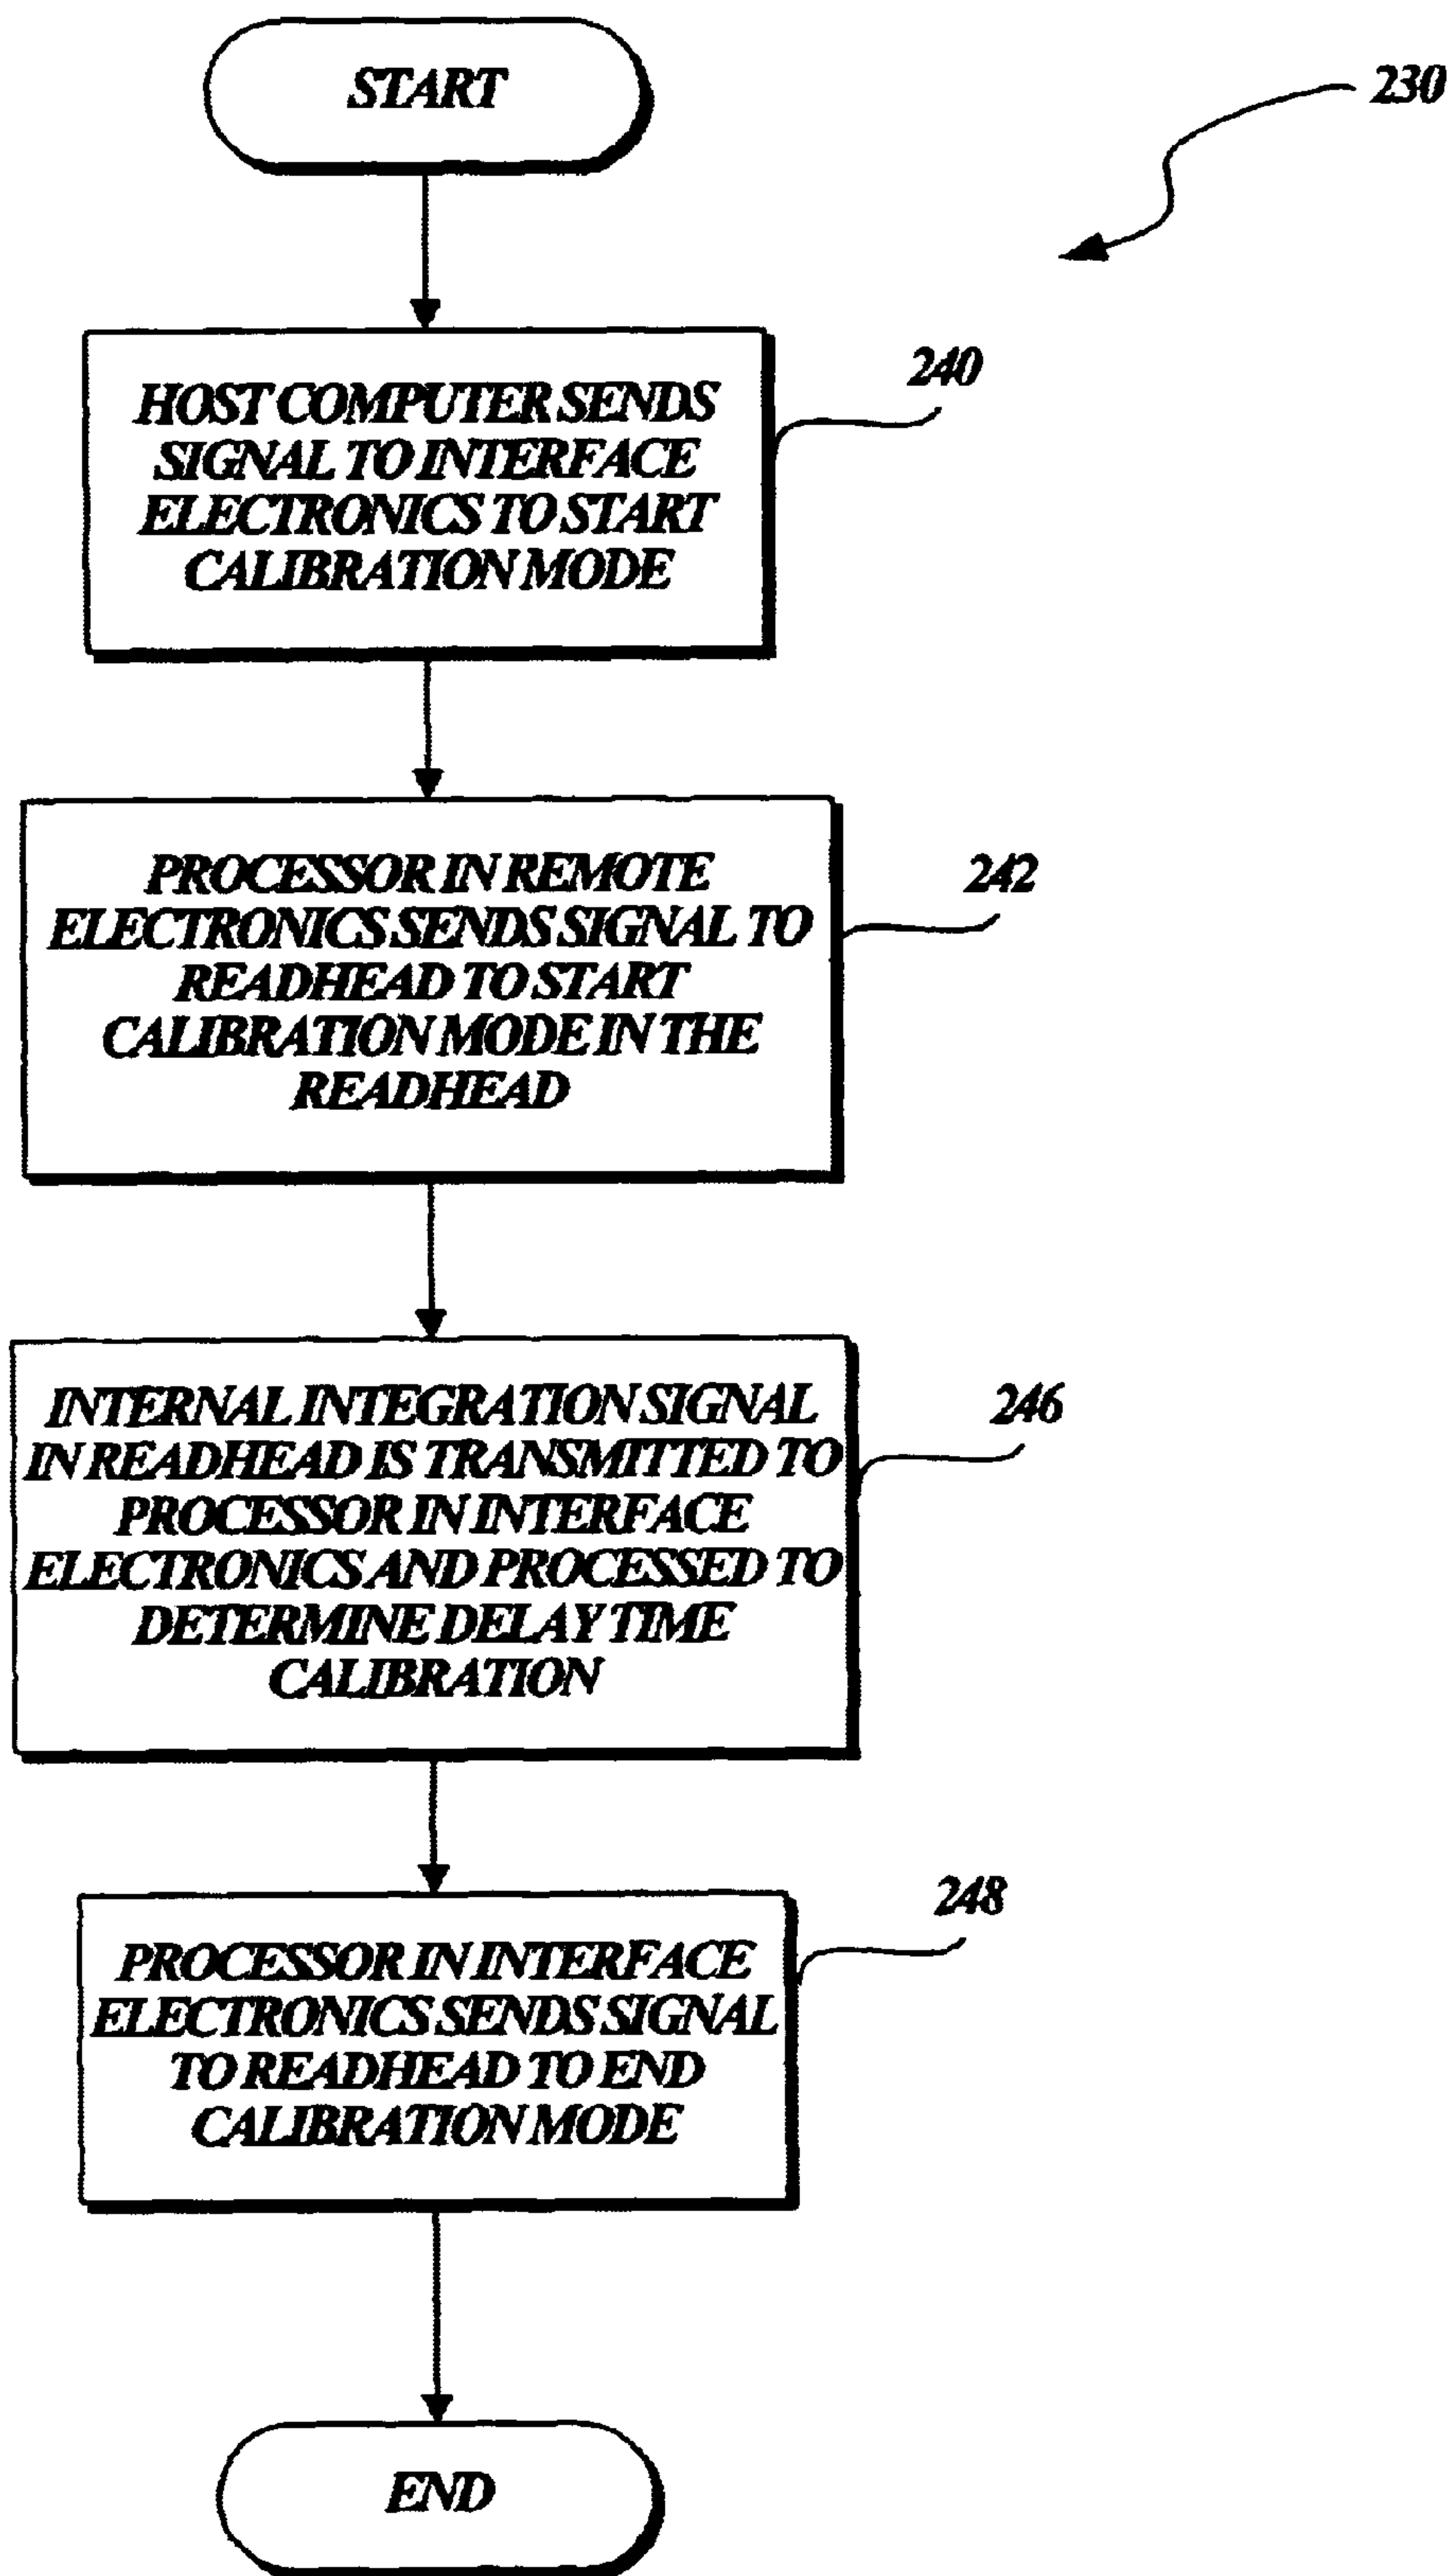 START
230
HOST COMPUTER SENDS
SIGNAL TO INTERFACE
ELECTRONICS TO START
CALIBRATION MODE
240
PROCESSOR IN REMOTE
ELECTRONICS SENDS SIGNAL TO
READHEAD TO START
CALIBRATION MODE IN THE
READHEAD
242
INTERNAL INTEGRATION SIGNAL
IN READHEAD IS TRANSMITTED TO
PROCESSOR IN INTERFACE
ELECTRONICS AND PROCESSED TO
DETERMINE DELAY TIME
CALIBRATION
246
PROCESSOR IN INTERFACE
ELECTRONICS SENDS SIGNAL
TO READHEAD TO END
CALIBRATION MODE
248
END